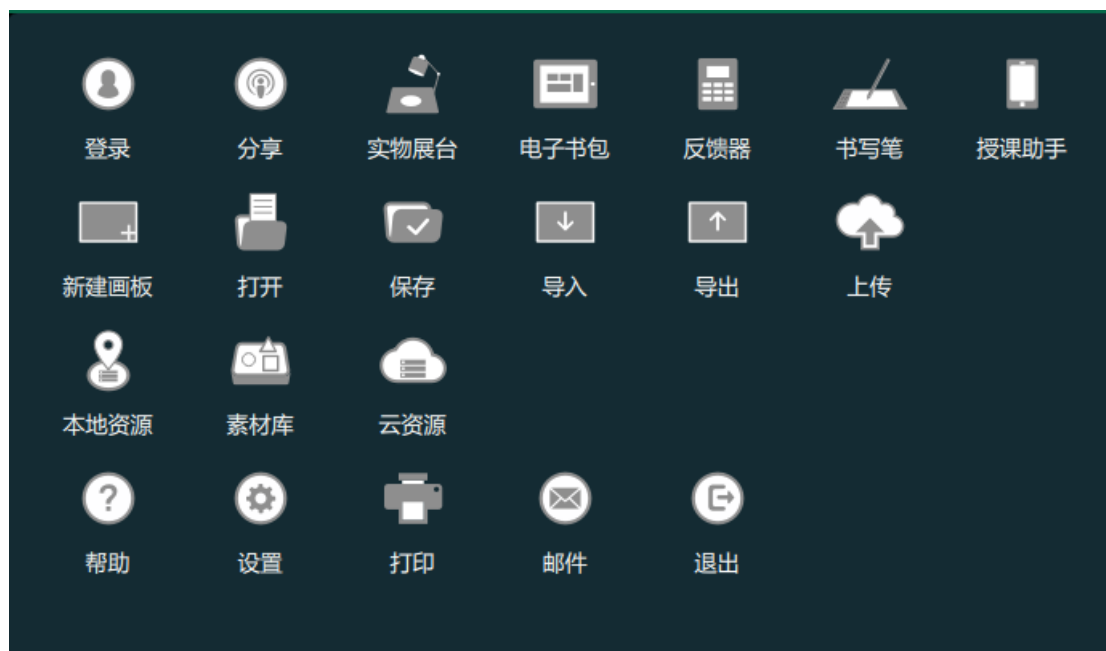 登录 分享 实物展台 电子书包 反馈器 书写笔 授课助手
新建画板 打开 保存 导入 导出 上传
本地资源 素材库 云资源
帮助 设置 打印 邮件 退出